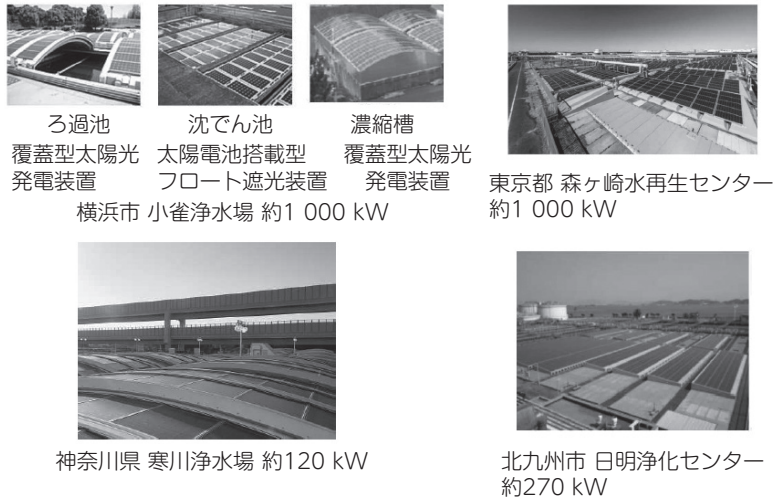 ろ過池
沈でん池
濃縮槽
覆蓋型太陽光
太陽電池搭載型
覆蓋型太陽光
発電装置
フロート遮光装置
発電装置
横浜市 小雀浄水場 約1 000 kW
東京都 森ヶ崎水再生センター
約1 000 kW
神奈川県 寒川浄水場 約120 kW
北九州市 日明浄化センター
約270 kW